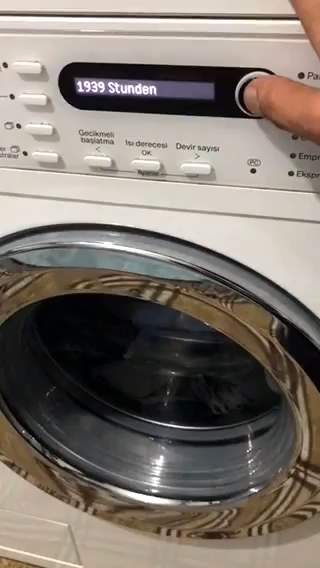 1939 Stunden
Gecikmeli
başlatma
<
Isı derecesi
OK
Devir sayısı
>
Ayarlar
PC